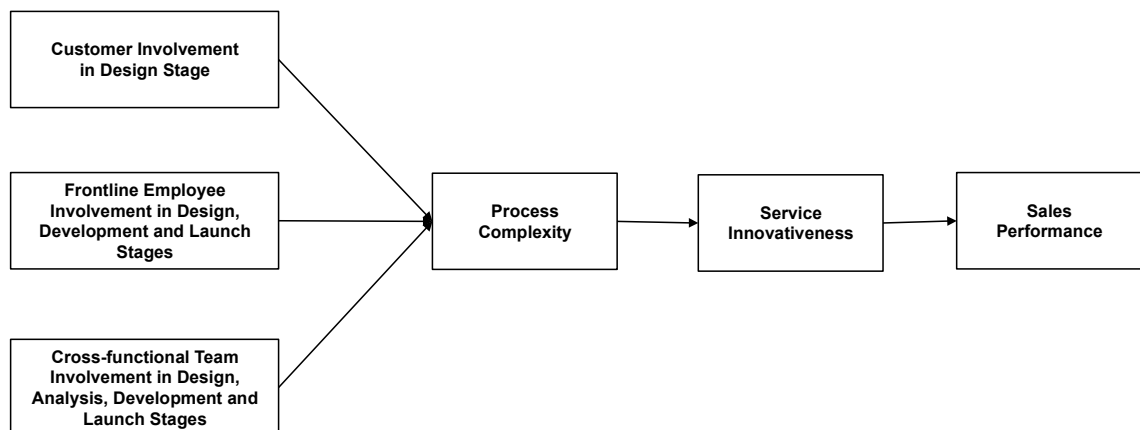 Customer Involvement
in Design Stage
Frontline Employee
Involvement in Design,
Development and Launch
Stages
Cross-functional Team
Involvement in Design,
Analysis, Development and
Launch Stages
Process
Complexity
Service
Innovativeness
Sales
Performance